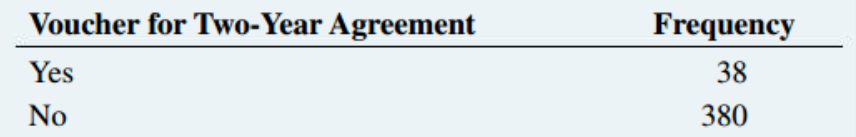 Voucher for Two-Year Agreement Frequency
Yes 38
No 380